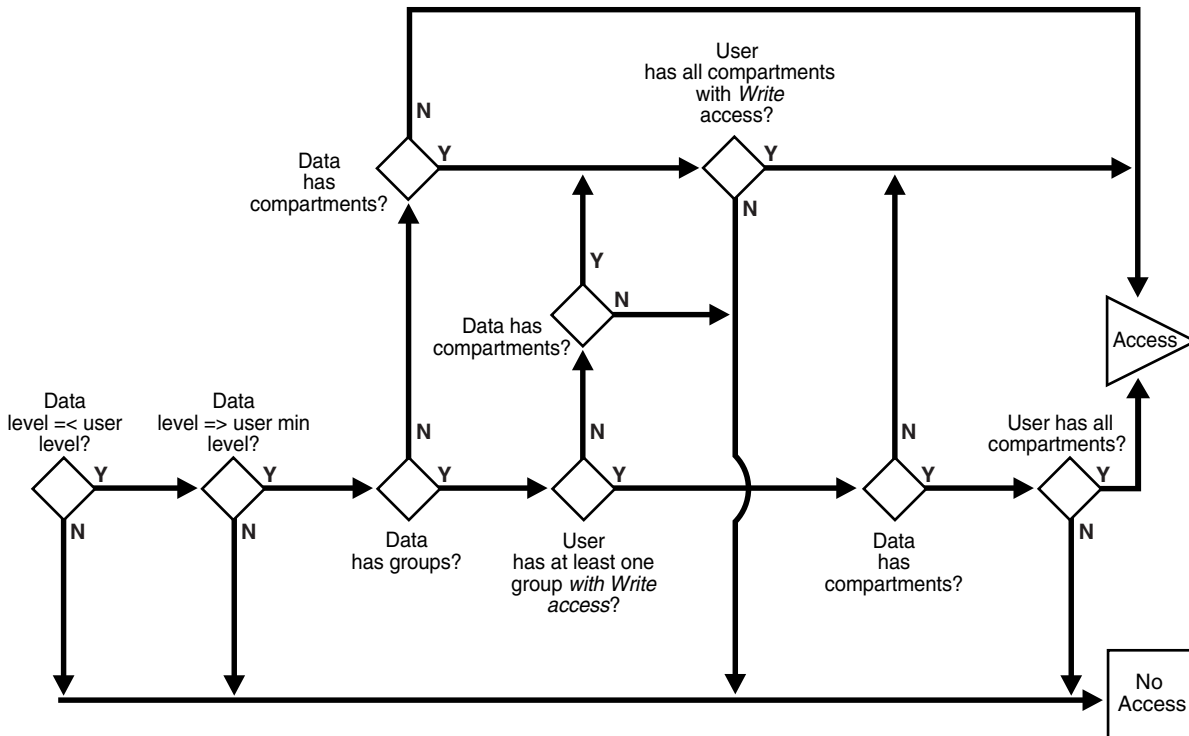 User
has all compartments
with Write
access?
N
Y
Y
N
Data
has
compartments?
Y
N
Data has
compartments?
Access
Data
level =< user
level?
Data
level => user min
level?
User has all
compartments?
N
N
N
Y
Y
Y
Y
Y
Y
N
N
N
Data
has groups?
User
has at least one
group with Write
access?
Data
has
compartments?
No
Access